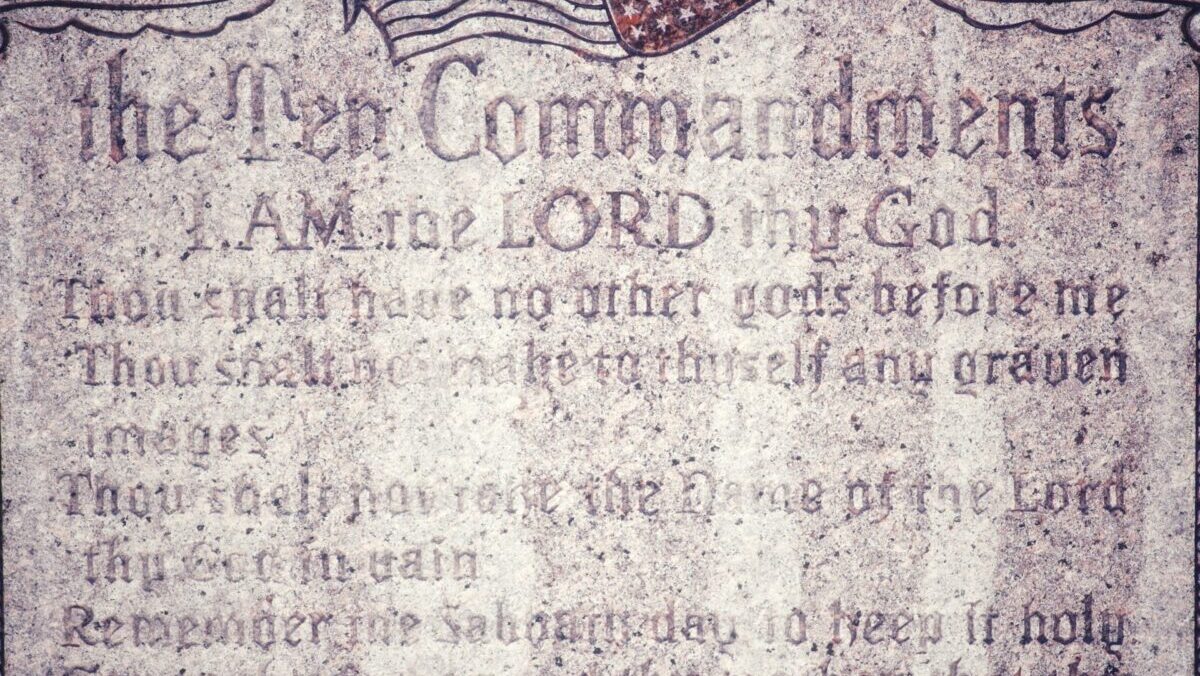 the Ten Commandments
I AM the LORD thy God.
Thou shalt have no other gods before me
Thou shalt not make to thyself any graven
images
Thou shalt not take the Name of the Lord
thy God in vain
Remember the Sabbath day to keep it holy.